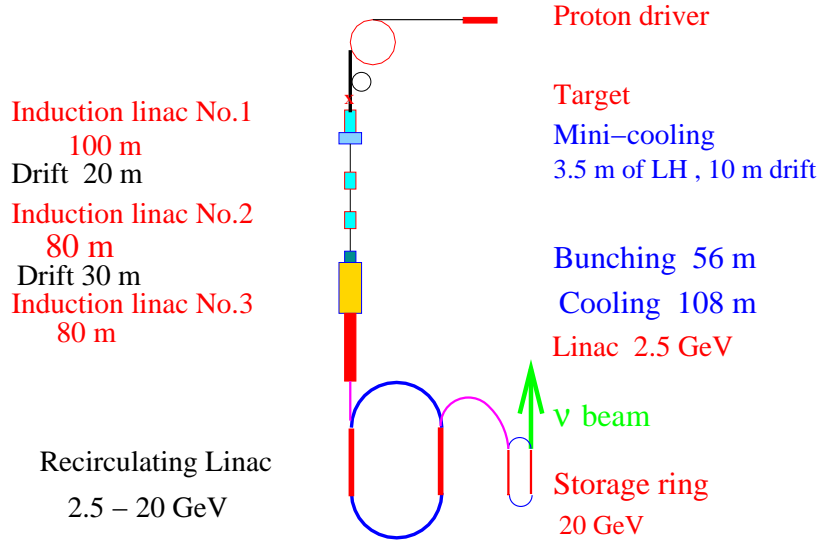 Proton driver
Target
Mini−cooling
3.5 m of LH , 10 m drift
Induction linac No.1
100 m
Drift 20 m
Induction linac No.2
80 m
Drift 30 m
Induction linac No.3
80 m
Bunching 56 m
Cooling 108 m
Linac 2.5 GeV
ν beam
Recirculating Linac
2.5 − 20 GeV
Storage ring
20 GeV
x